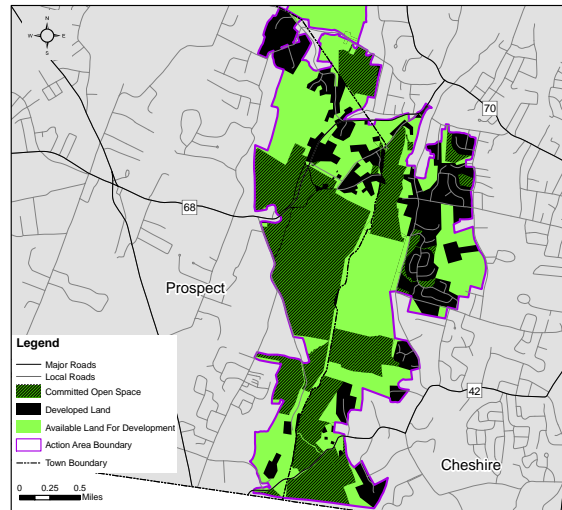 N
W E
S
70
68
Prospect
Legend
Major Roads
Local Roads
Committed Open Space
Developed Land
Available Land For Development
Action Area Boundary
Town Boundary
42
Cheshire
0 0.25 0.5
Miles